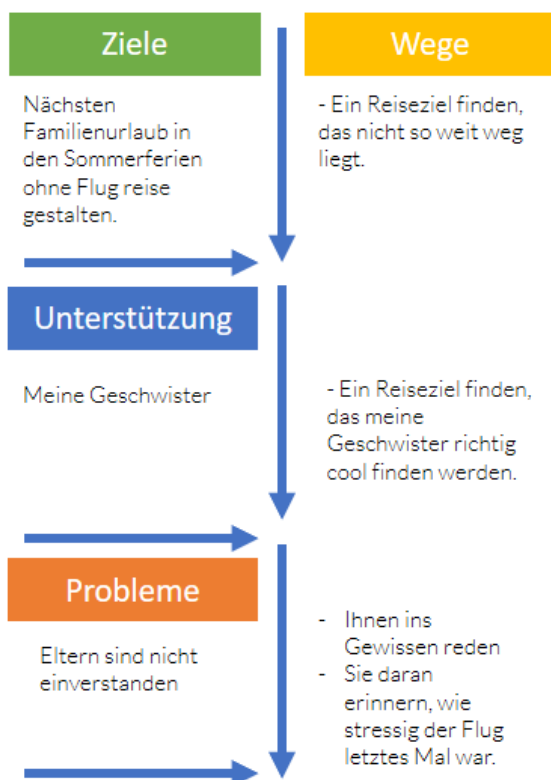 Ziele
Wege
Nächsten
Familienurlaub in
den Sommerferien
ohne Flug reise
gestalten.
- Ein Reiseziel finden,
das nicht so weit weg
liegt.
Unterstützung
Meine Geschwister
- Ein Reiseziel finden,
das meine
Geschwister richtig
cool finden werden.
Probleme
Eltern sind nicht
einverstanden
- Ihnen ins
Gewissen reden
- Sie daran
erinnern, wie
stressig der Flug
letztes Mal war.